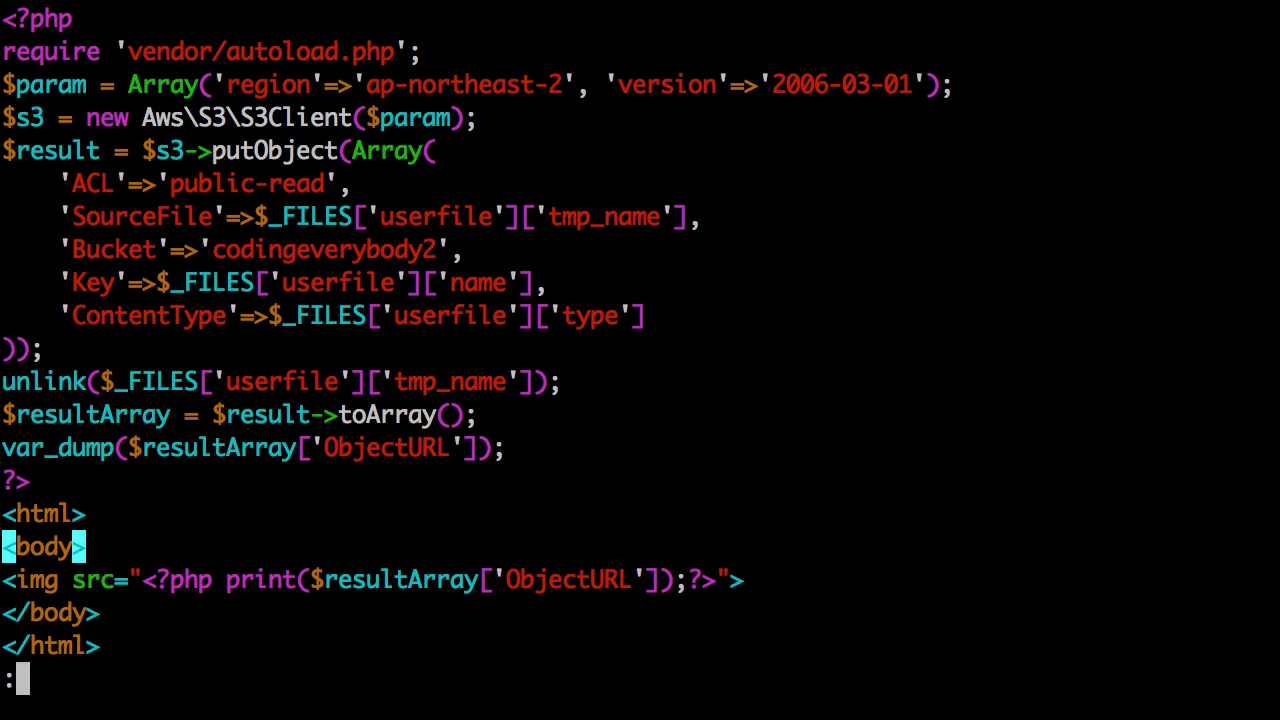 <?php
require 'vendor/autoload.php';
$param = Array('region'=>'ap-northeast-2', 'version'=>'2006-03-01');
$s3 = new Aws\S3\S3Client($param);
$result = $s3->putObject(Array(
    'ACL'=>'public-read',
    'SourceFile'=>$_FILES['userfile']['tmp_name'],
    'Bucket'=>'codingeverybody2',
    'Key'=>$_FILES['userfile']['name'],
    'ContentType'=>$_FILES['userfile']['type']
));
unlink($_FILES['userfile']['tmp_name']);
$resultArray = $result->toArray();
var_dump($resultArray['ObjectURL']);
?>
<html>
<body>
<img src="<?php print($resultArray['ObjectURL']);?>">
</body>
</html>
: